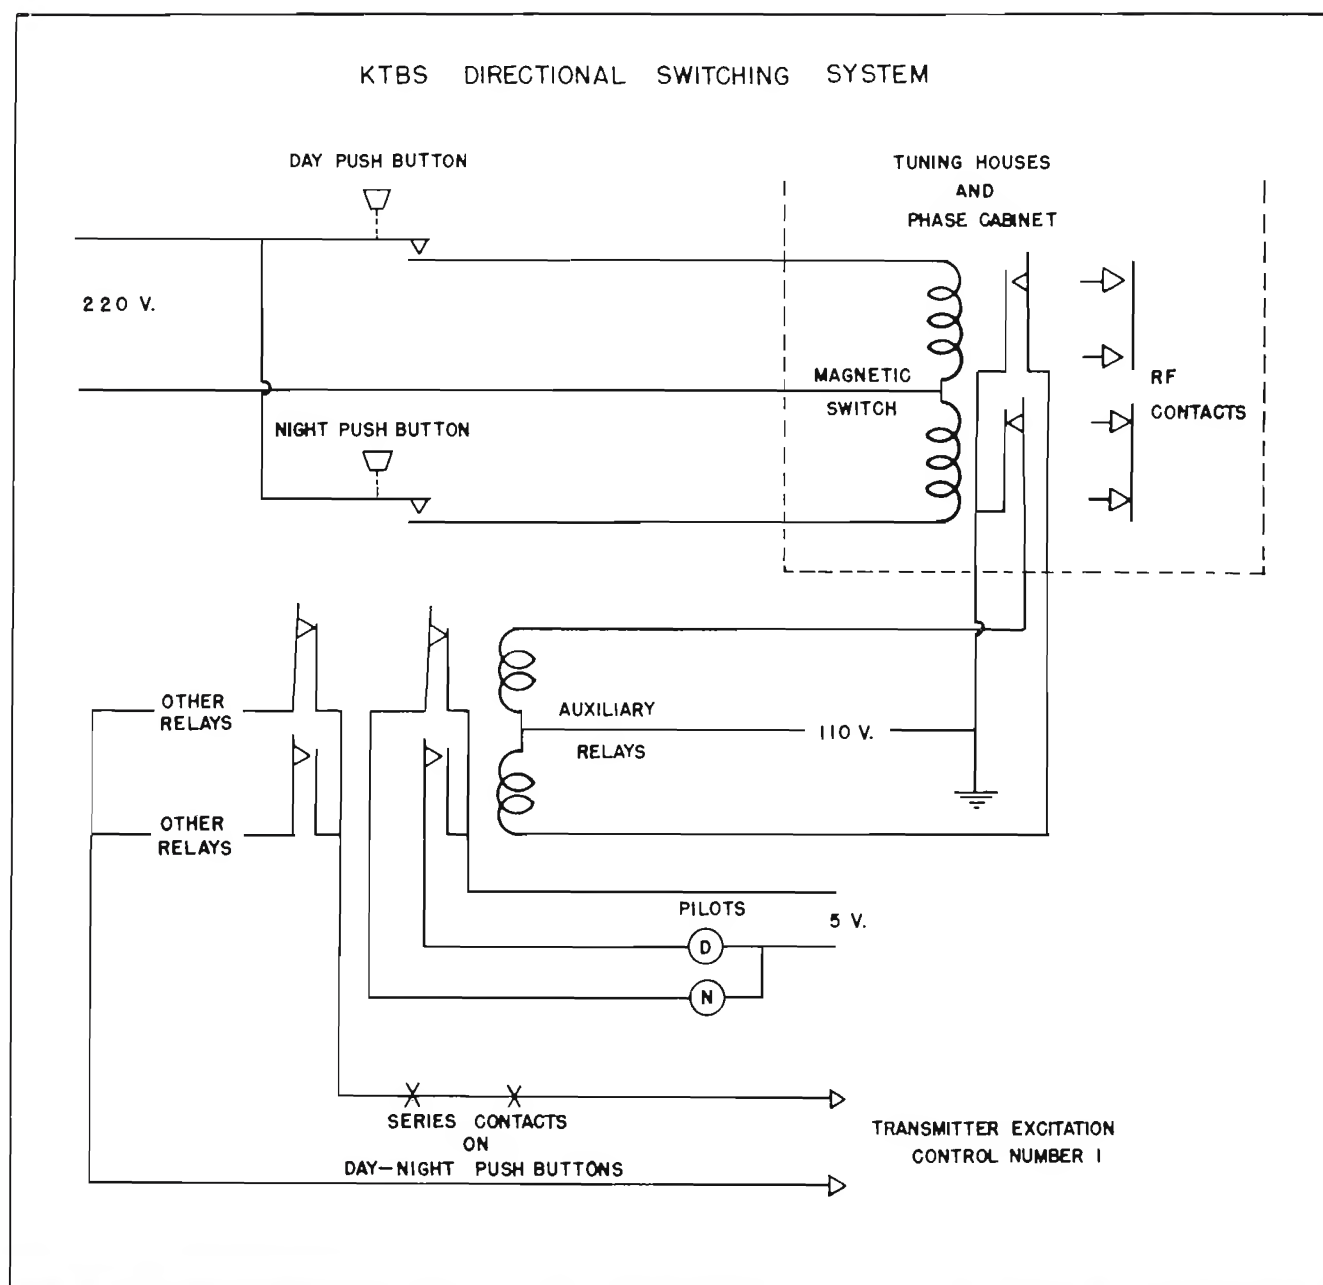 KTBS DIRECTIONAL SWITCHING SYSTEM
DAY PUSH BUTTON
TUNING HOUSES
AND
PHASE CABINET
220 V.
MAGNETIC
SWITCH
RF
CONTACTS
NIGHT PUSH BUTTON
OTHER
RELAYS
AUXILIARY
RELAYS
110 V.
OTHER
RELAYS
PILOTS
5 V.
D
N
SERIES CONTACTS
ON
DAY-NIGHT PUSH BUTTONS
TRANSMITTER EXCITATION
CONTROL NUMBER 1